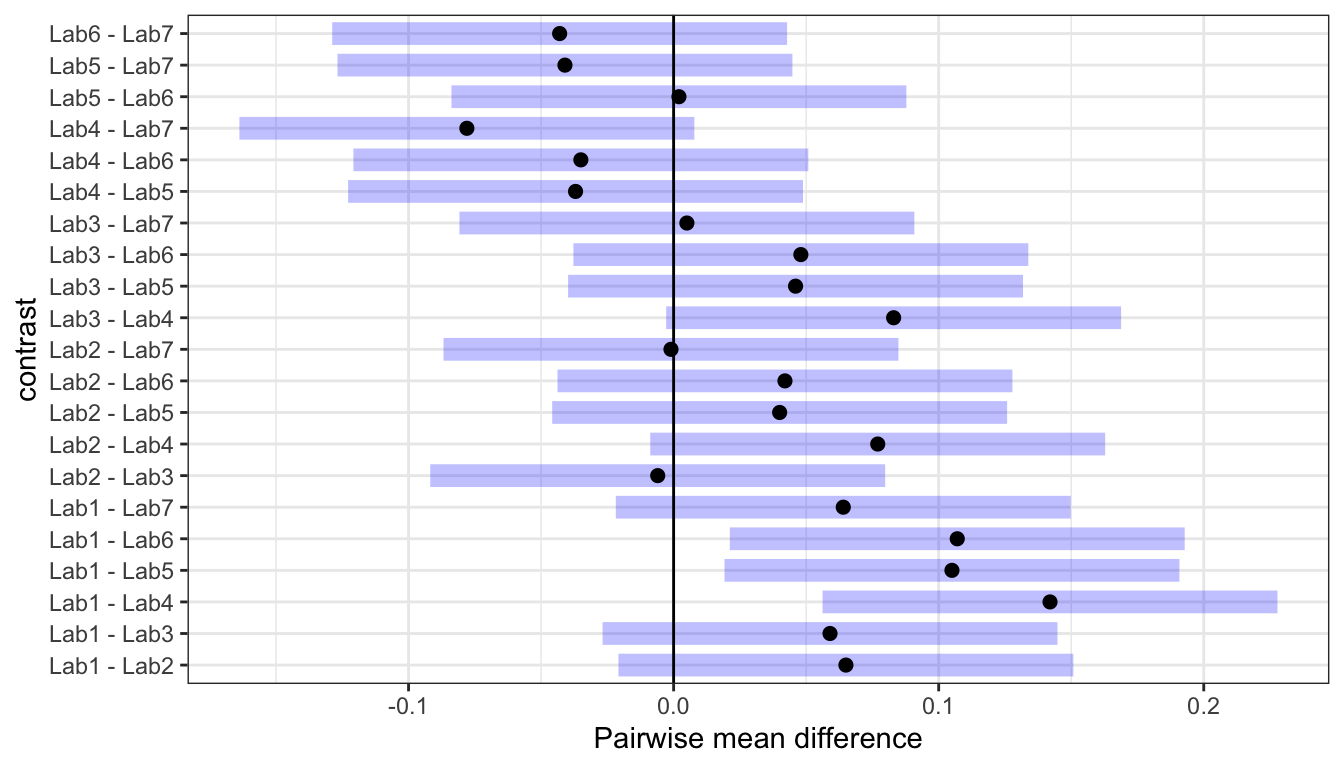 Lab6 - Lab7
Lab5 - Lab7
Lab5 - Lab6
Lab4 - Lab7
Lab4 - Lab6
Lab4 - Lab5
Lab3 - Lab7
Lab3 - Lab6
Lab3 - Lab5
Lab3 - Lab4
Lab2 - Lab7
Lab2 - Lab6
Lab2 - Lab5
Lab2 - Lab4
Lab2 - Lab3
Lab1 - Lab7
Lab1 - Lab6
Lab1 - Lab5
Lab1 - Lab4
Lab1 - Lab3
Lab1 - Lab2
contrast
-0.1 0.0 0.1 0.2
Pairwise mean difference